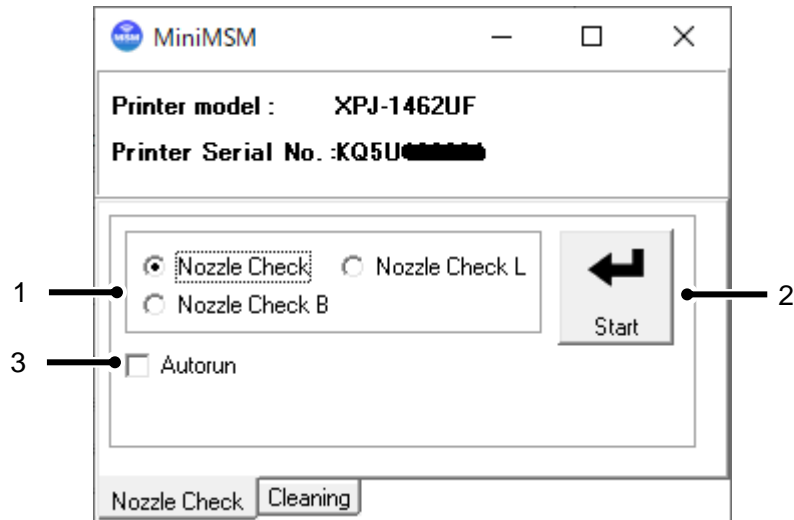 MiniMSM
Printer model : XPJ-1462UF
Printer Serial No. :KQ5U
Nozzle Check Nozzle Check L
1 Nozzle Check B 2
Start
3 Autorun
Nozzle Check Cleaning